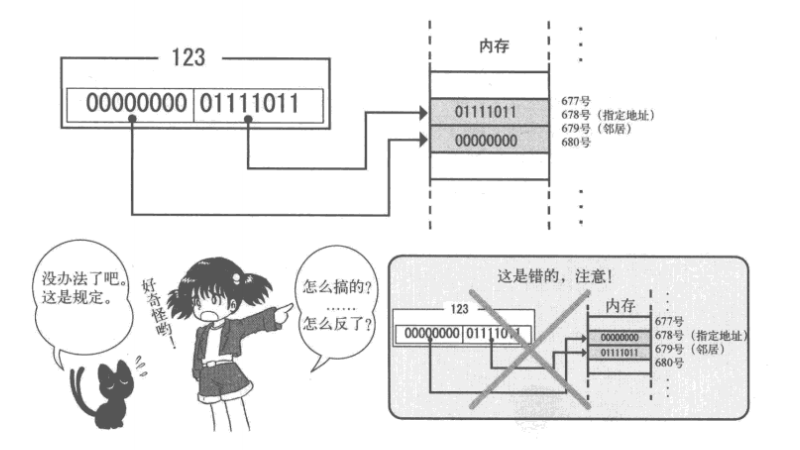 123
00000000 01111011
内存
01111011
00000000
677号
678号（指定地址）
679号（邻居）
680号
没办法了吧。
这是规定。
好奇怪哟！
怎么搞的？
……
怎么反了？
这是错的，注意！
123
00000000 01111011
内存
00000000
01111011
677号
678号（指定地址）
679号（邻居）
680号